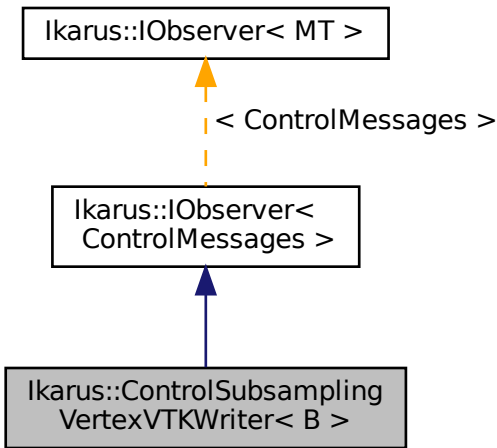 Ikarus::IObserver< MT >
< ControlMessages >
Ikarus::IObserver<
ControlMessages >
Ikarus::ControlSubsampling
VertexVTKWriter< B >